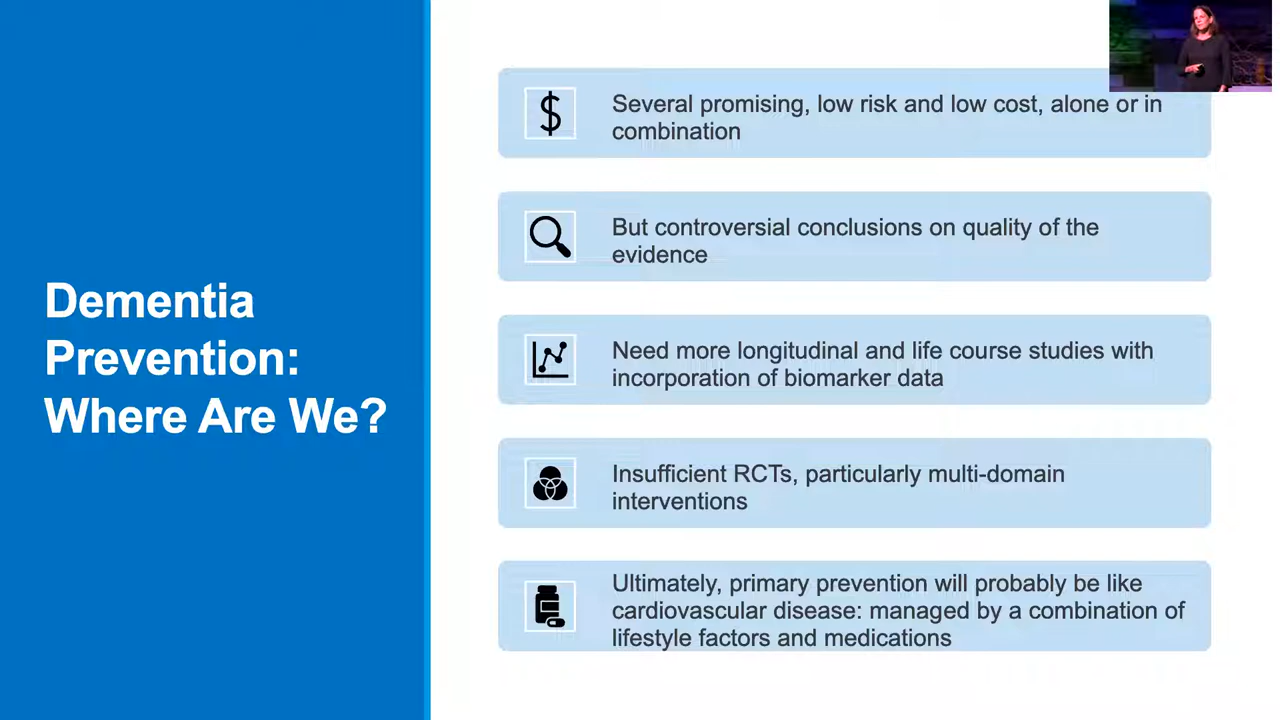 Dementia
Prevention:
Where Are We?
Several promising, low risk and low cost, alone or in
combination
But controversial conclusions on quality of the
evidence
Need more longitudinal and life course studies with
incorporation of biomarker data
Insufficient RCTs, particularly multi-domain
interventions
Ultimately, primary prevention will probably be like
cardiovascular disease: managed by a combination of
lifestyle factors and medications